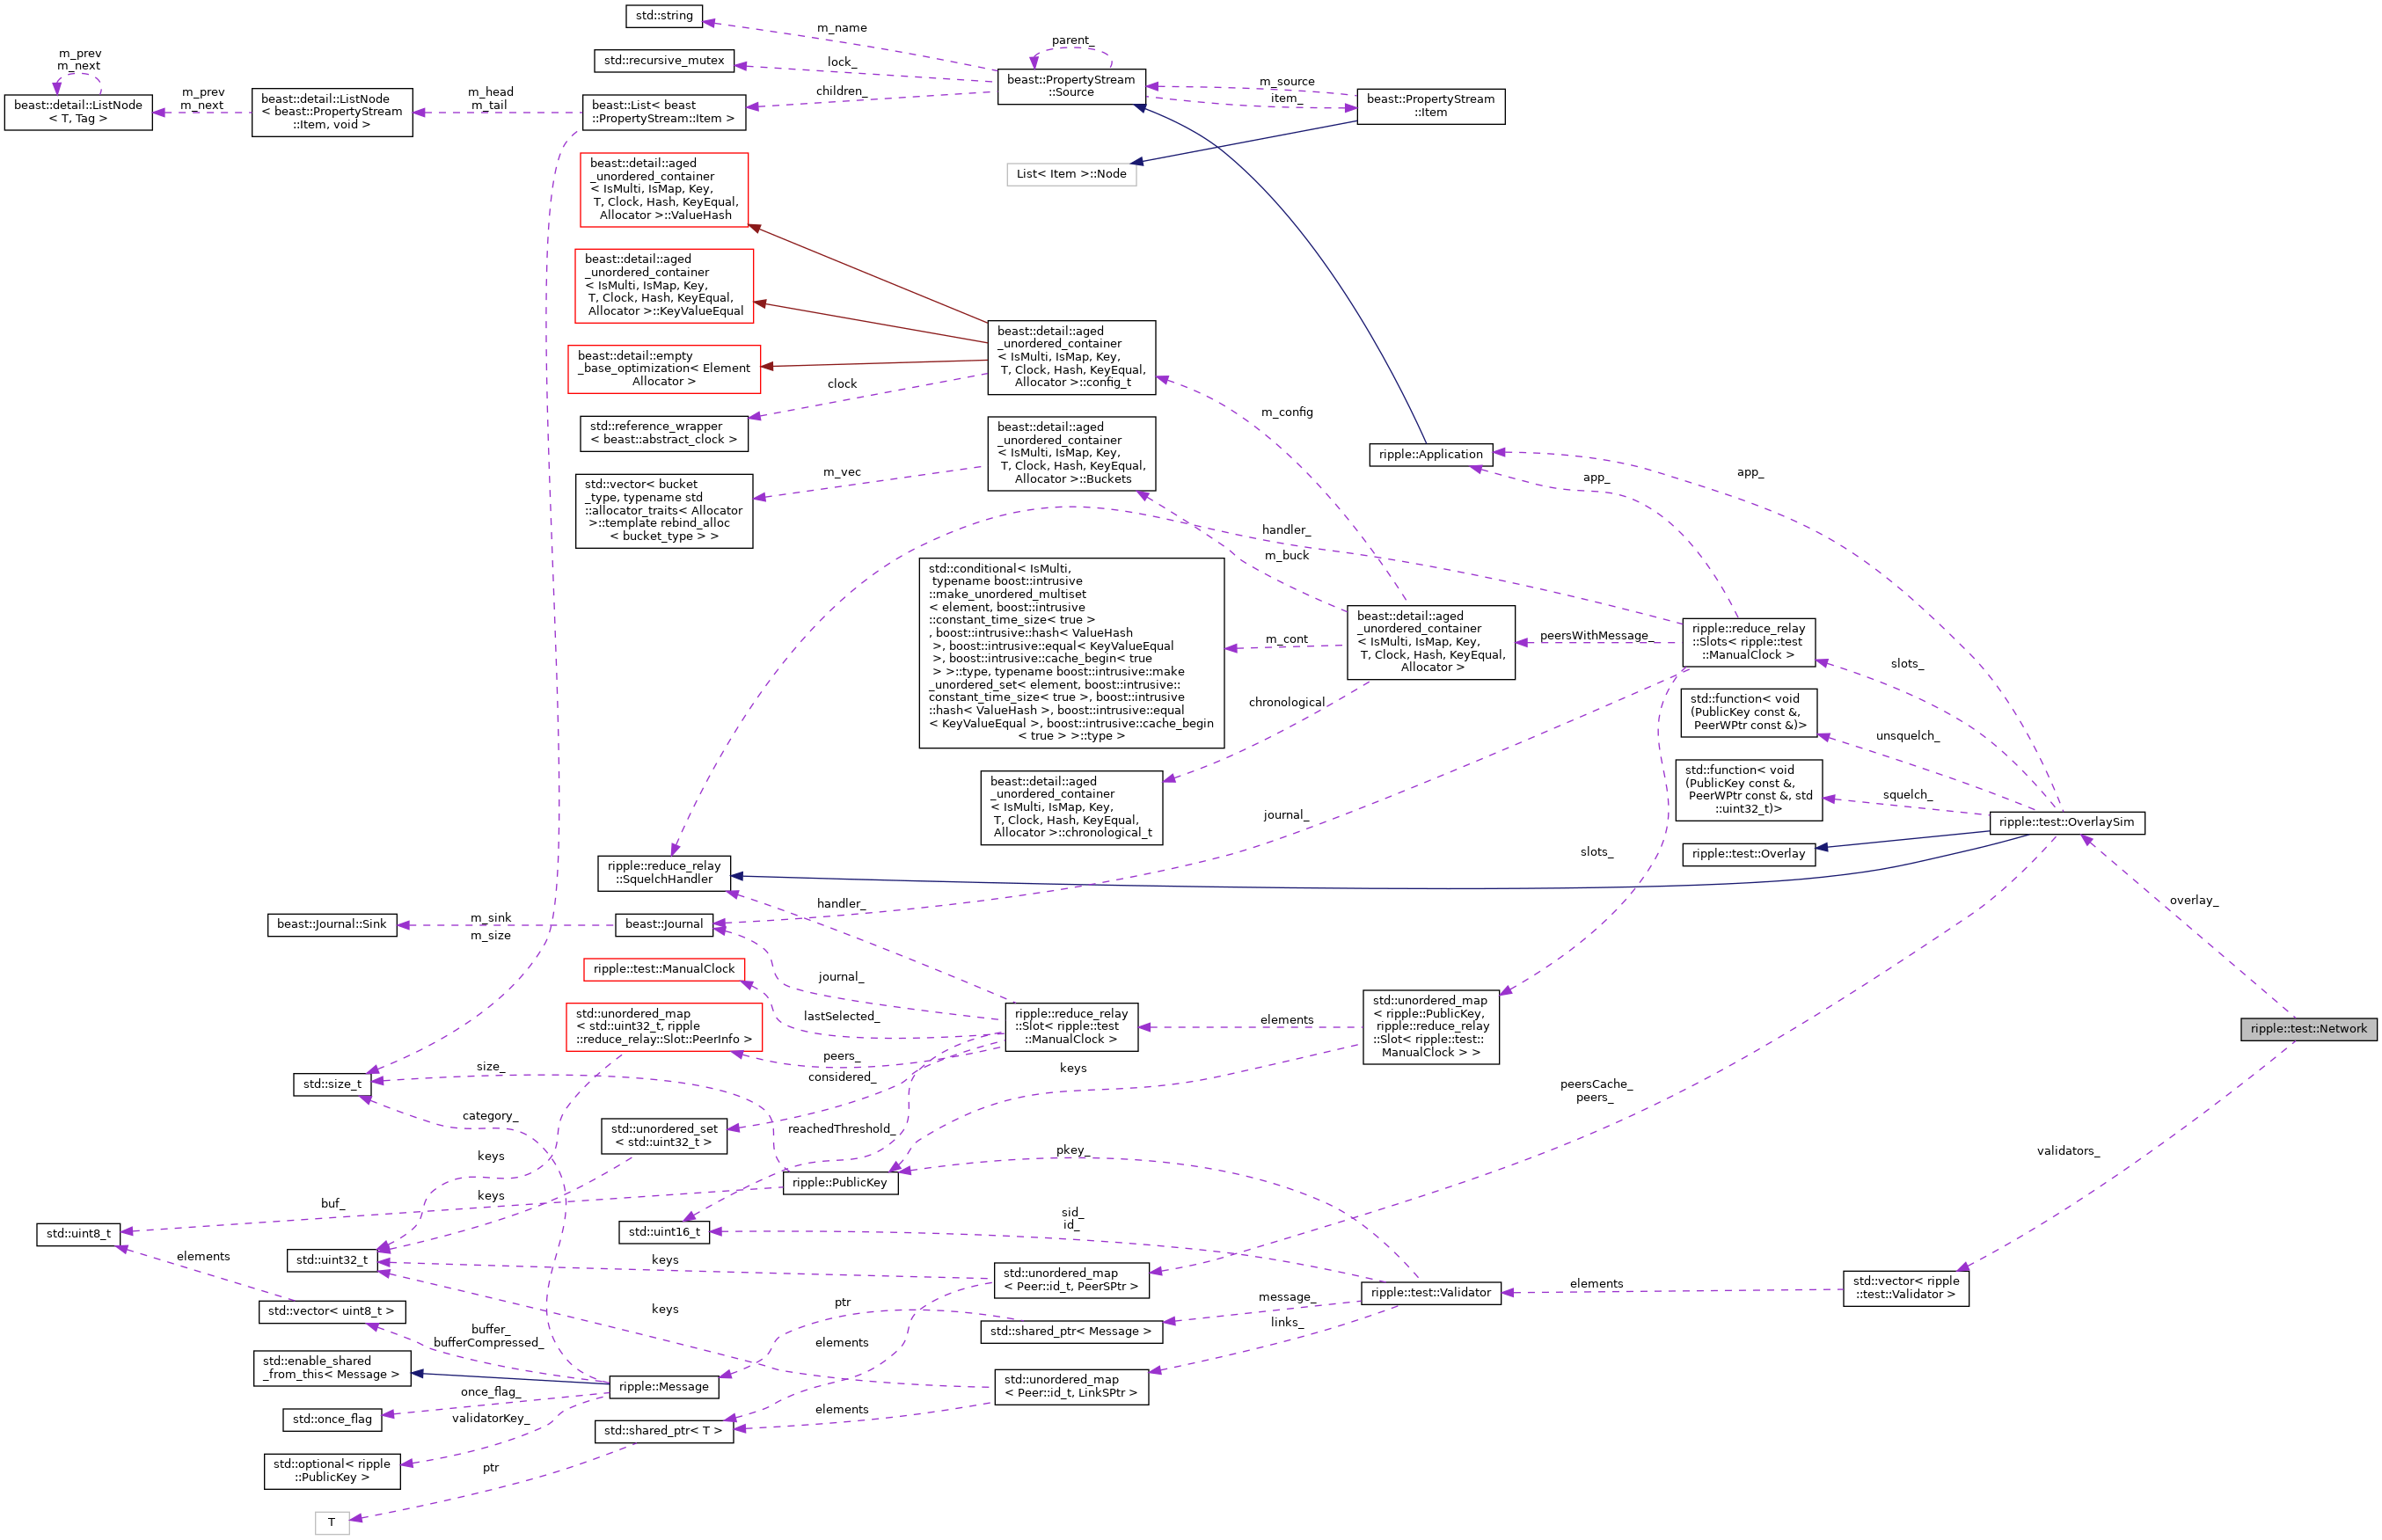 std::string
m_name
parent_
std::recursive_mutex
lock_
m_prev
m_next
beast::PropertyStream
::Source
m_source
item_
beast::PropertyStream
::Item
children_
m_head
m_tail
m_prev
m_next
beast::detail::ListNode
< T, Tag >
beast::detail::ListNode
< beast::PropertyStream
::Item, void >
beast::List< beast
::PropertyStream::Item >
List< Item >::Node
beast::detail::aged
_unordered_container
< IsMulti, IsMap, Key,
T, Clock, Hash, KeyEqual,
Allocator >::ValueHash
beast::detail::aged
_unordered_container
< IsMulti, IsMap, Key,
T, Clock, Hash, KeyEqual,
Allocator >::KeyValueEqual
beast::detail::empty
_base_optimization< Element
Allocator >
beast::detail::aged
_unordered_container
< IsMulti, IsMap, Key,
T, Clock, Hash, KeyEqual,
Allocator >::config_t
clock
std::reference_wrapper
< beast::abstract_clock >
m_config
beast::detail::aged
_unordered_container
< IsMulti, IsMap, Key,
T, Clock, Hash, KeyEqual,
Allocator >::Buckets
m_vec
std::vector< bucket
_type, typename std
::allocator_traits< Allocator
>::template rebind_alloc
< bucket_type > >
ripple::Application
app_
app_
handler_
m_buck
std::conditional< IsMulti,
typename boost::intrusive
::make_unordered_multiset
< element, boost::intrusive
::constant_time_size< true >
, boost::intrusive::hash< ValueHash
>, boost::intrusive::equal< KeyValueEqual
>, boost::intrusive::cache_begin< true
> >::type, typename boost::intrusive::make
_unordered_set< element, boost::intrusive::
constant_time_size< true >, boost::intrusive
::hash< ValueHash >, boost::intrusive::equal
< KeyValueEqual >, boost::intrusive::cache_begin
< true > >::type >
m_cont
beast::detail::aged
_unordered_container
< IsMulti, IsMap, Key,
T, Clock, Hash, KeyEqual,
Allocator >
peersWithMessage_
ripple::reduce_relay
::Slots< ripple::test
::ManualClock >
slots_
chronological
std::function< void
(PublicKey const &,
PeerWPtr const &)>
unsquelch_
beast::detail::aged
_unordered_container
< IsMulti, IsMap, Key,
T, Clock, Hash, KeyEqual,
Allocator >::chronological_t
std::function< void
(PublicKey const &,
PeerWPtr const &, std
::uint32_t)>
squelch_
journal_
ripple::test::OverlaySim
slots_
ripple::test::Overlay
ripple::reduce_relay
::SquelchHandler
handler_
overlay_
beast::Journal::Sink
m_sink
m_size
beast::Journal
ripple::test::ManualClock
journal_
lastSelected_
std::unordered_map
< std::uint32_t, ripple
::reduce_relay::Slot::PeerInfo >
peers_
considered_
ripple::reduce_relay
::Slot< ripple::test
::ManualClock >
elements
keys
std::unordered_map
< ripple::PublicKey,
ripple::reduce_relay
::Slot< ripple::test::
ManualClock > >
ripple::test::Network
std::size_t
size_
category_
std::unordered_set
< std::uint32_t >
reachedThreshold_
peersCache_
peers_
validators_
keys
keys
ripple::PublicKey
pkey_
buf_
std::uint8_t
std::uint16_t
sid_
id_
elements
std::uint32_t
keys
std::unordered_map
< Peer::id_t, PeerSPtr >
ripple::test::Validator
elements
std::vector< ripple
::test::Validator >
std::vector< uint8_t >
keys
ptr
message_
links_
std::shared_ptr< Message >
buffer_
bufferCompressed_
elements
std::enable_shared
_from_this< Message >
ripple::Message
std::unordered_map
< Peer::id_t, LinkSPtr >
once_flag_
std::once_flag
validatorKey_
elements
std::shared_ptr< T >
std::optional< ripple
::PublicKey >
ptr
T